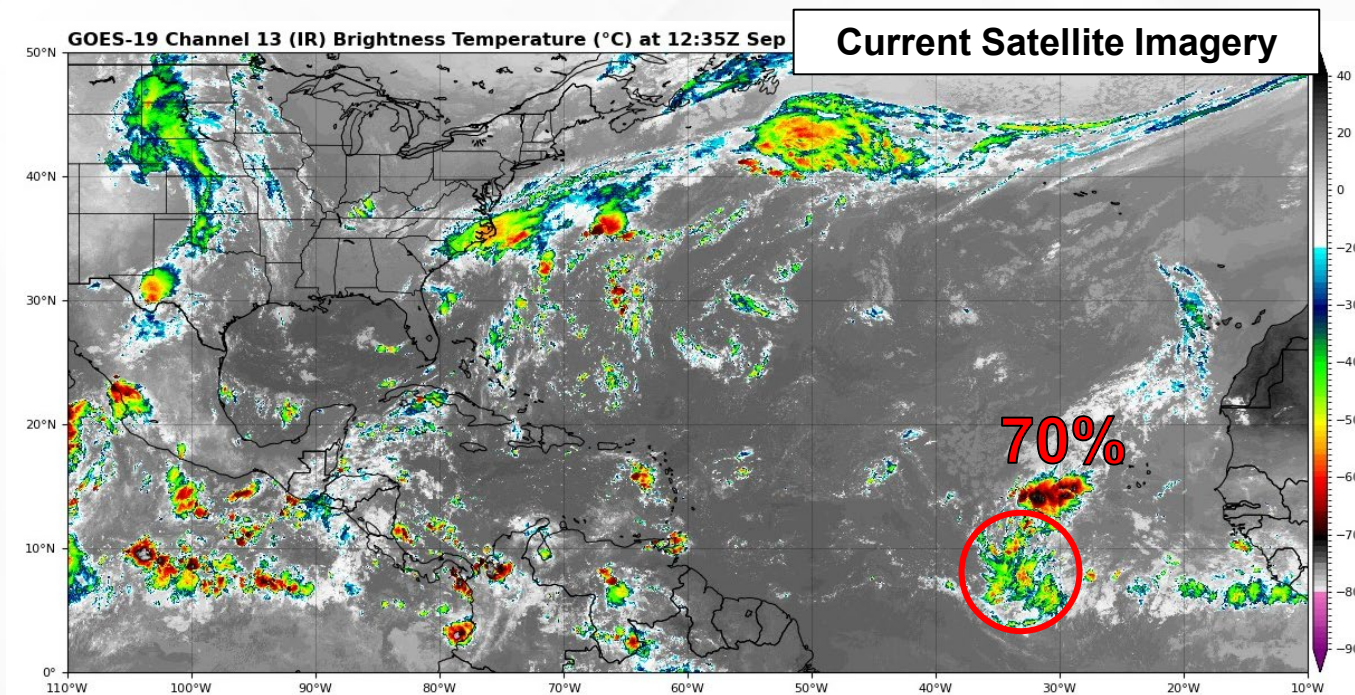 GOES-19 Channel 13 (IR) Brightness Temperature (°C) at 12:35Z Sep
Current Satellite Imagery
50°N
40°N
30°N
20°N
10°N
0°
70%
40
20
0
−20
−30
−40
−50
−60
−70
−80
−90
110°W 100°W 90°W 80°W 70°W 60°W 50°W 40°W 30°W 20°W 10°W